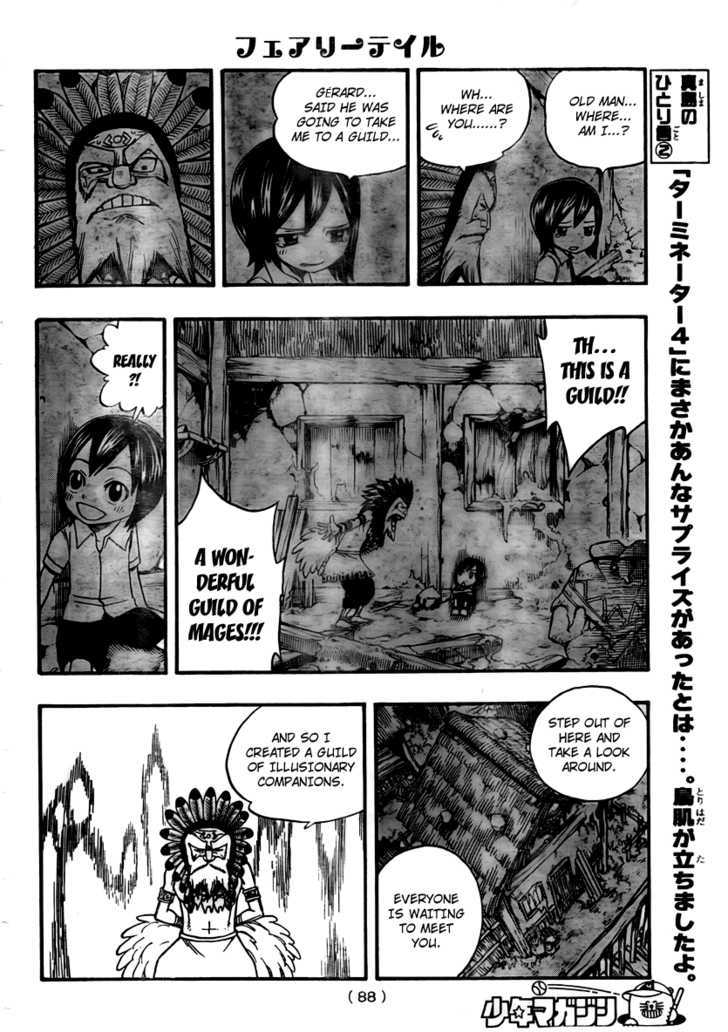 フェアリーテイル
OLD MAN...
WHERE...
AM I...?
WH...
WHERE ARE
YOU......?
GÉRARD...
SAID HE WAS
GOING TO TAKE
ME TO A GUILD...
TH...
THIS IS A
GUILD!!
A WON-
DERFUL
GUILD OF
MAGES!!!
REALLY
?!
STEP OUT OF
HERE AND
TAKE A LOOK
AROUND.
EVERYONE
IS WAITING
TO MEET
YOU.
AND SO I
CREATED A GUILD
OF ILLUSIONARY
COMPANIONS.
真島の
ひとり言②
「ターミネーター4」にまさかあんなサプライズがあったとは‥‥。鳥肌が立ちましたよ。
( 88 )
少年マガジン